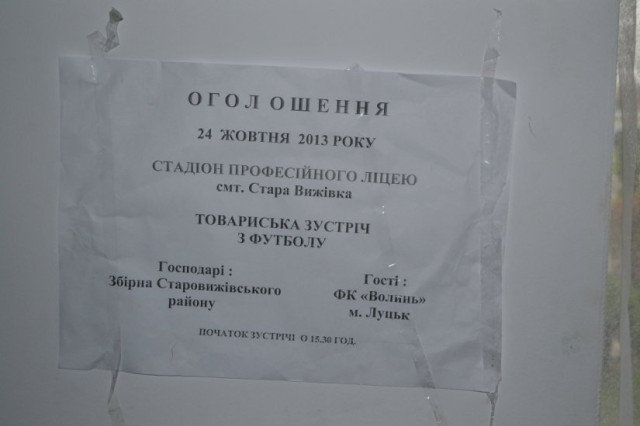 ОГОЛОШЕННЯ
24 ЖОВТНЯ 2013 РОКУ
СТАДІОН ПРОФЕСІЙНОГО ЛІЦЕЮ
смт. Стара Вижівка
ТОВАРИСЬКА ЗУСТРІЧ
З ФУТБОЛУ
Господарі :
Збірна Старовижівського
району
Гості :
ФК «Волинь»
м. Луцьк
ПОЧАТОК ЗУСТРІЧІ О 15.30 ГОД.